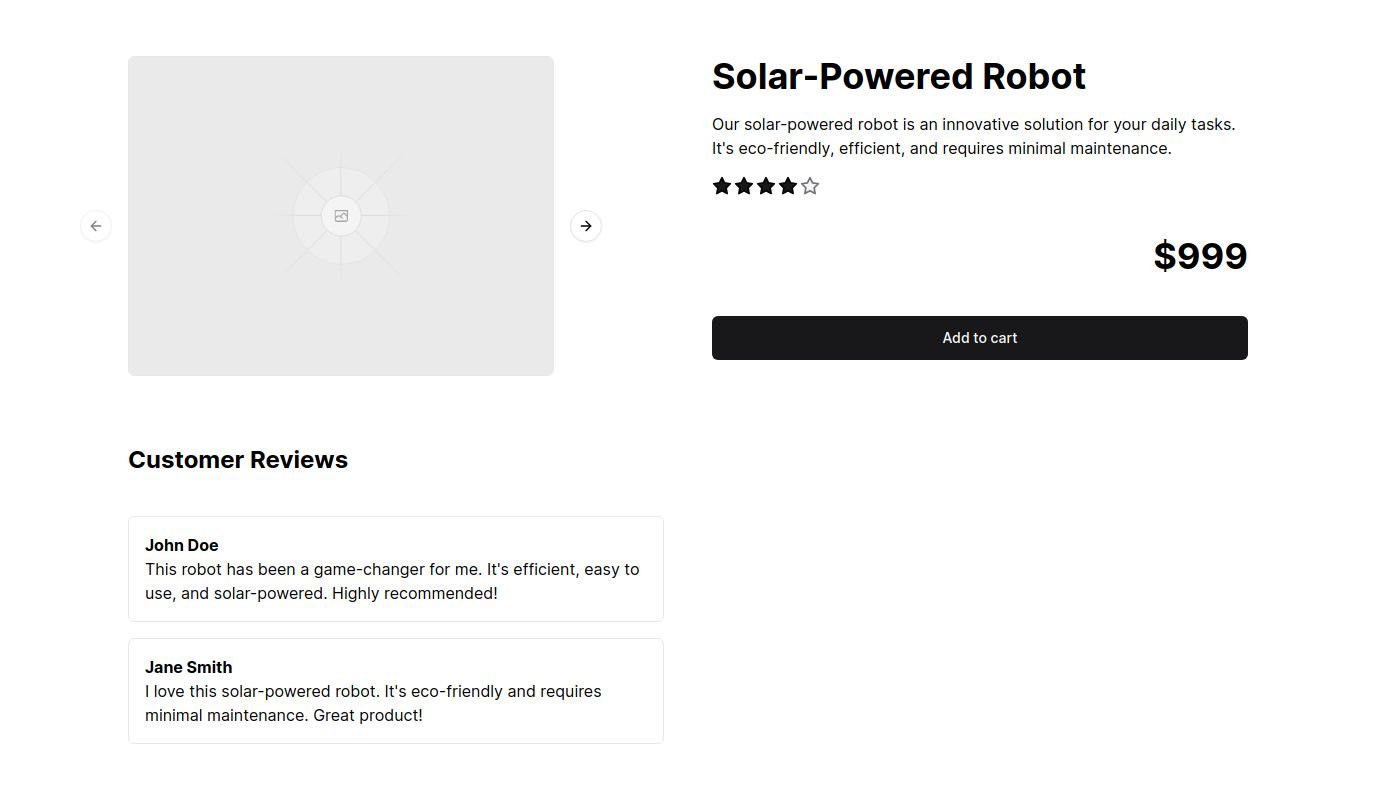 Solar-Powered Robot
Our solar-powered robot is an innovative solution for your daily tasks.
It's eco-friendly, efficient, and requires minimal maintenance.
$999
Add to cart
Customer Reviews
John Doe
This robot has been a game-changer for me. It's efficient, easy to
use, and solar-powered. Highly recommended!
Jane Smith
I love this solar-powered robot. It's eco-friendly and requires
minimal maintenance. Great product!